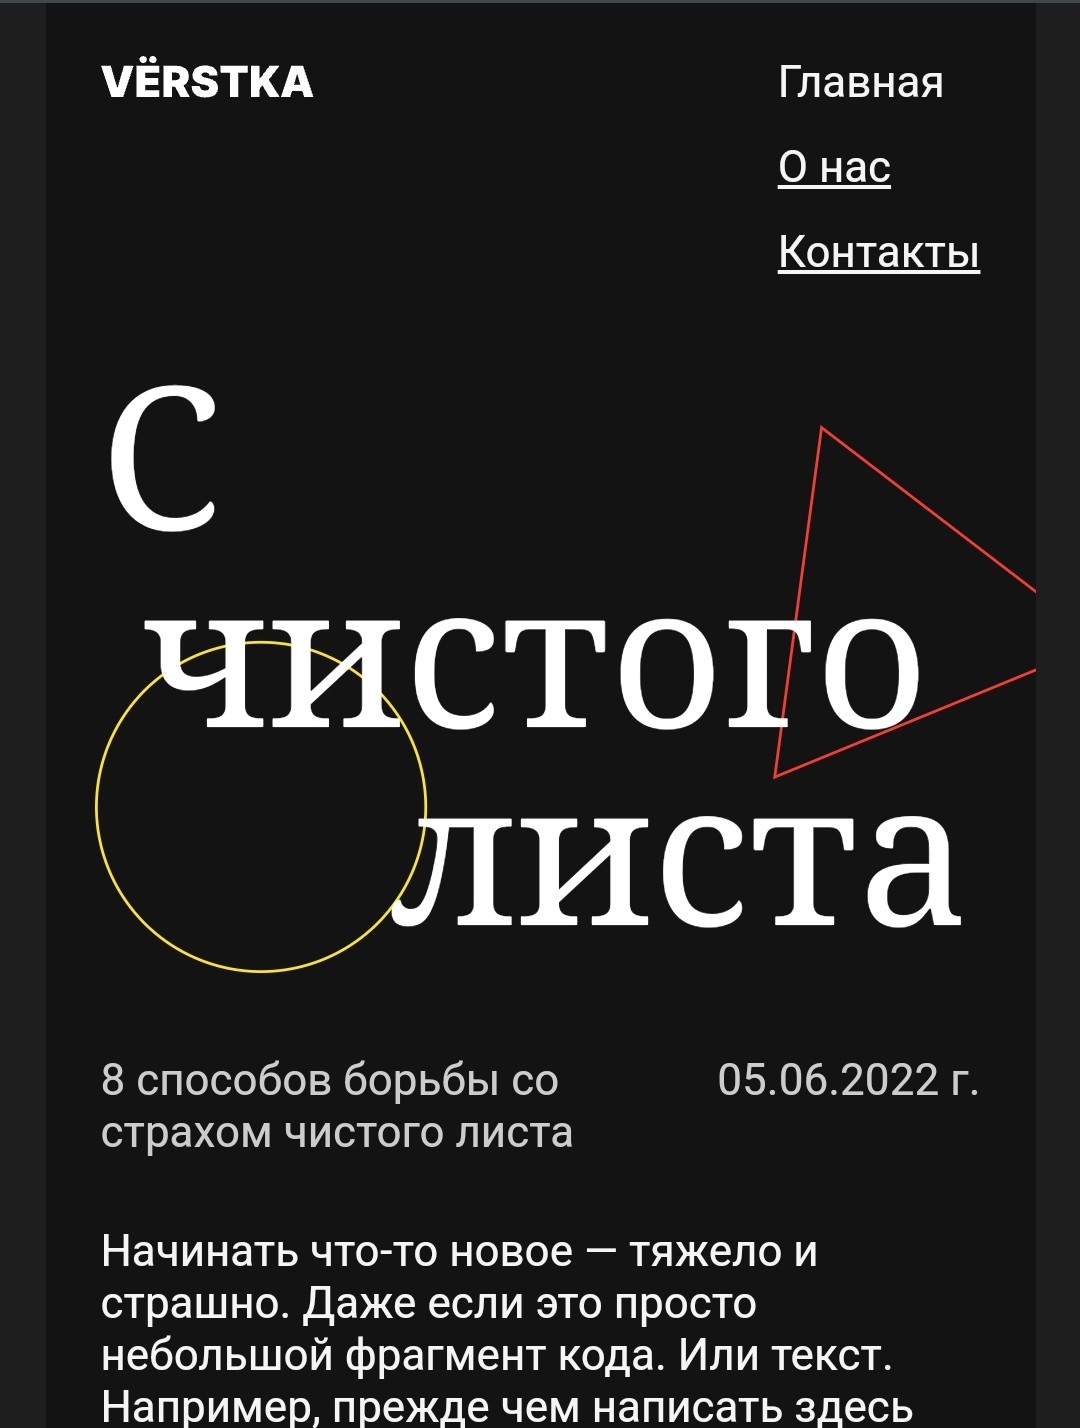 VЁRSTKA
Главная
О нас
Контакты
С
чистого
листа
8 способов борьбы со
страхом чистого листа
05.06.2022 г.
Начинать что-то новое — тяжело и
страшно. Даже если это просто
небольшой фрагмент кода. Или текст.
Например, прежде чем написать здесь